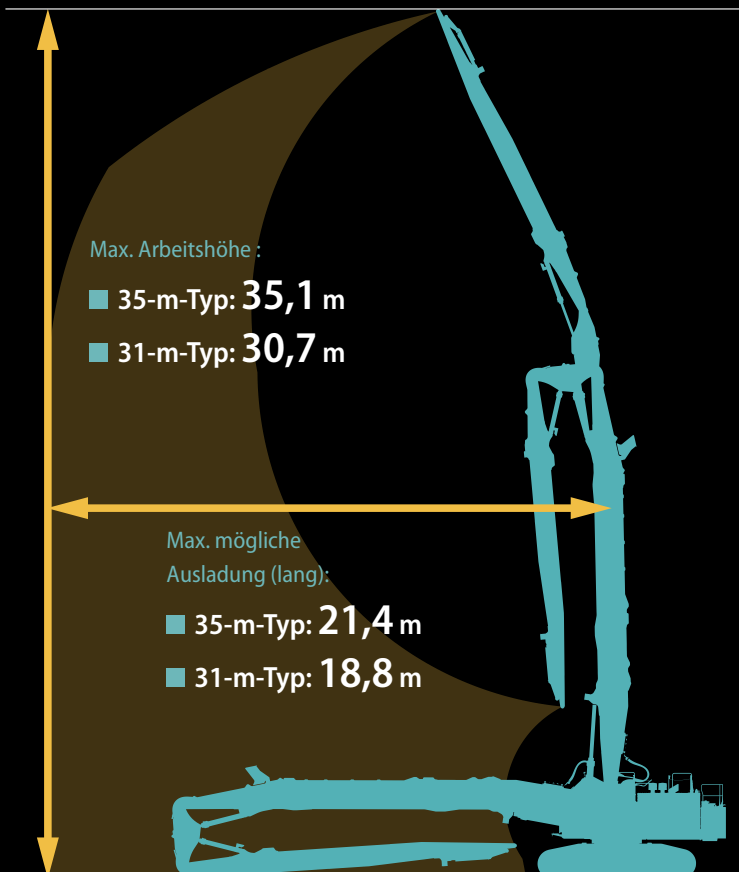 Max. Arbeitshöhe :
35-m-Typ: 35,1 m
31-m-Typ: 30,7 m
Max. mögliche
Ausladung (lang):
35-m-Typ: 21,4 m
31-m-Typ: 18,8 m